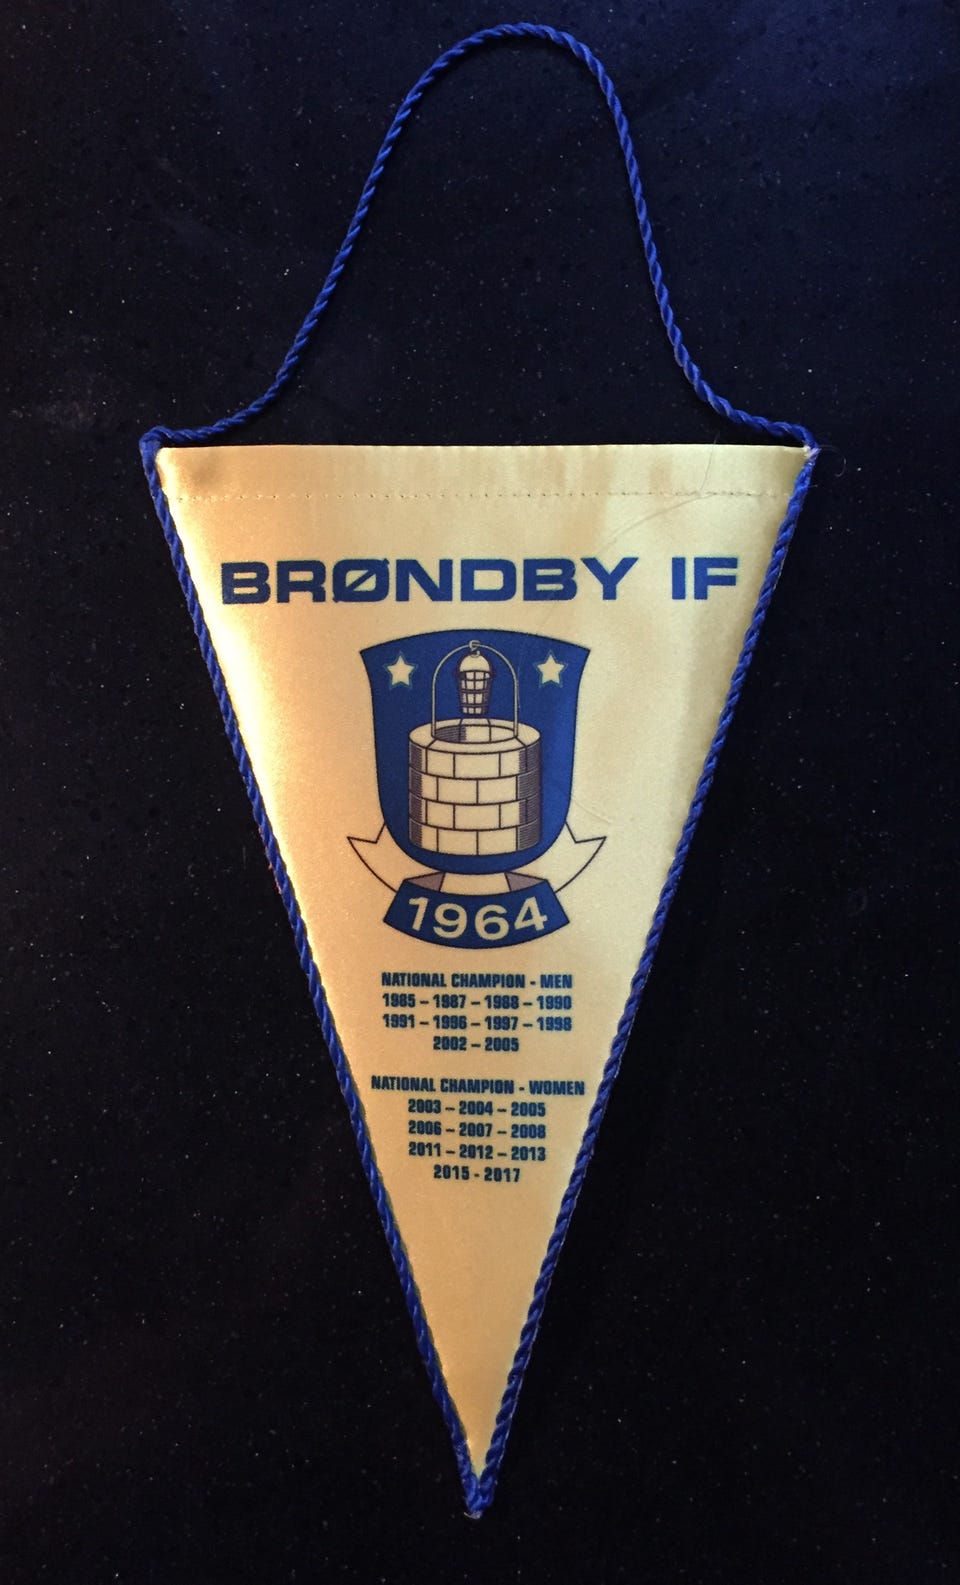 BRØNDBY IF
1964
NATIONAL CHAMPION - MEN
1985 – 1987 – 1988 – 1990
1991 – 1996 – 1997 – 1998
2002 – 2005
NATIONAL CHAMPION - WOMEN
2003 – 2004 – 2005
2006 – 2007 – 2008
2011 – 2012 – 2013
2015 - 2017